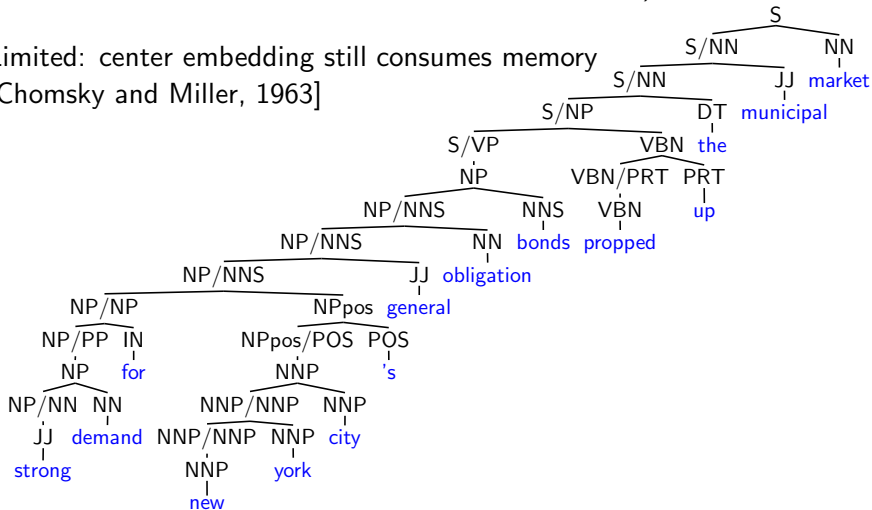 S
S/NN NN
imited: center embedding still consumes memory
S/NN JJ market
Chomsky and Miller, 1963]
S/NP DT municipal
S/VP VBN the
NP VBN/PRT PRT
NP/NNS NNS VBN up
NP/NNS NN bonds propped
NP/NNS JJ obligation
NP/NP NPpos general
NP/PP IN NPpos/POS POS
NP for NNP 's
NP/NN NN NNP/NNP NNP
JJ demand NNP/NNP NNP city
strong NNP york
new